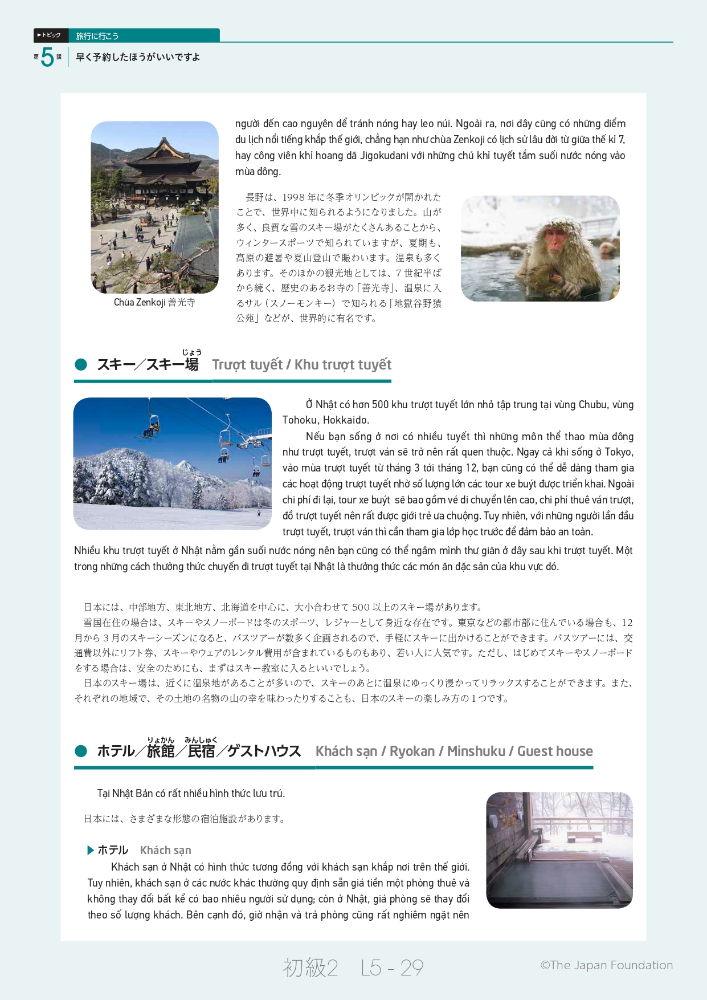 ▶トピック 旅行に行こう
第5課 早く予約したほうがいいですよ
người đến cao nguyên để tránh nóng hay leo núi. Ngoài ra, nơi đây cũng có những điểm
du lịch nổi tiếng khắp thế giới, chẳng hạn như chùa Zenkoji có lịch sử lâu đời từ giữa thế kỉ 7,
hay công viên khỉ hoang dã Jigokudani với những chú khỉ tuyết tắm suối nước nóng vào
mùa đông.
長野は、1998 年に冬季オリンピックが開かれた
ことで、世界中に知られるようになりました。山が
多く、良質な雪のスキー場がたくさんあることから、
ウィンタースポーツで知られていますが、夏期も、
高原の避暑や夏山登山で賑わいます。温泉も多く
あります。そのほかの観光地としては、7 世紀半ば
から続く、歴史のあるお寺の「善光寺」、温泉に入
るサル（スノーモンキー）で知られる「地獄谷野猿
公苑」などが、世界的に有名です。
Chùa Zenkoji 善光寺
じょう
● スキー／スキー場 Trượt tuyết / Khu trượt tuyết
Ở Nhật có hơn 500 khu trượt tuyết lớn nhỏ tập trung tại vùng Chubu, vùng
Tohoku, Hokkaido.
Nếu bạn sống ở nơi có nhiều tuyết thì những môn thể thao mùa đông
như trượt tuyết, trượt ván sẽ trở nên rất quen thuộc. Ngay cả khi sống ở Tokyo,
vào mùa trượt tuyết từ tháng 3 tới tháng 12, bạn cũng có thể dễ dàng tham gia
các hoạt động trượt tuyết nhờ số lượng lớn các tour xe buýt được triển khai. Ngoài
chi phí đi lại, tour xe buýt sẽ bao gồm vé di chuyển lên cao, chi phí thuê ván trượt,
đồ trượt tuyết nên rất được giới trẻ ưa chuộng. Tuy nhiên, với những người lần đầu
trượt tuyết, trượt ván thì cần tham gia lớp học trước để đảm bảo an toàn.
Nhiều khu trượt tuyết ở Nhật nằm gần suối nước nóng nên bạn cũng có thể ngâm mình thư giãn ở đây sau khi trượt tuyết. Một
trong những cách thưởng thức chuyến đi trượt tuyết tại Nhật là thưởng thức các món ăn đặc sản của khu vực đó.
日本には、中部地方、東北地方、北海道を中心に、大小合わせて 500 以上のスキー場があります。
雪国在住の場合は、スキーやスノーボードは冬のスポーツ、レジャーとして身近な存在です。東京などの都市部に住んでいる場合も、12
月から 3 月のスキーシーズンになると、バスツアーが数多く企画されるので、手軽にスキーに出かけることができます。バスツアーには、交
通費以外にリフト券、スキーやウェアのレンタル費用が含まれているものもあり、若い人に人気です。ただし、はじめてスキーやスノーボード
をする場合は、安全のためにも、まずはスキー教室に入るといいでしょう。
日本のスキー場は、近くに温泉地があることが多いので、スキーのあとに温泉にゆっくり浸かってリラックスすることができます。また、
それぞれの地域で、その土地の名物の山の幸を味わったりすることも、日本のスキーの楽しみ方の 1 つです。
りょかん みんしゅく
● ホテル／旅館／民宿／ゲストハウス Khách sạn / Ryokan / Minshuku / Guest house
Tại Nhật Bản có rất nhiều hình thức lưu trú.
日本には、さまざまな形態の宿泊施設があります。
▶ ホテル Khách sạn
Khách sạn ở Nhật có hình thức tương đồng với khách sạn khắp nơi trên thế giới.
Tuy nhiên, khách sạn ở các nước khác thường quy định sẵn giá tiền một phòng thuê và
không thay đổi bất kể có bao nhiêu người sử dụng; còn ở Nhật, giá phòng sẽ thay đổi
theo số lượng khách. Bên cạnh đó, giờ nhận và trả phòng cũng rất nghiêm ngặt nên
初級2 L5 - 29
©The Japan Foundation